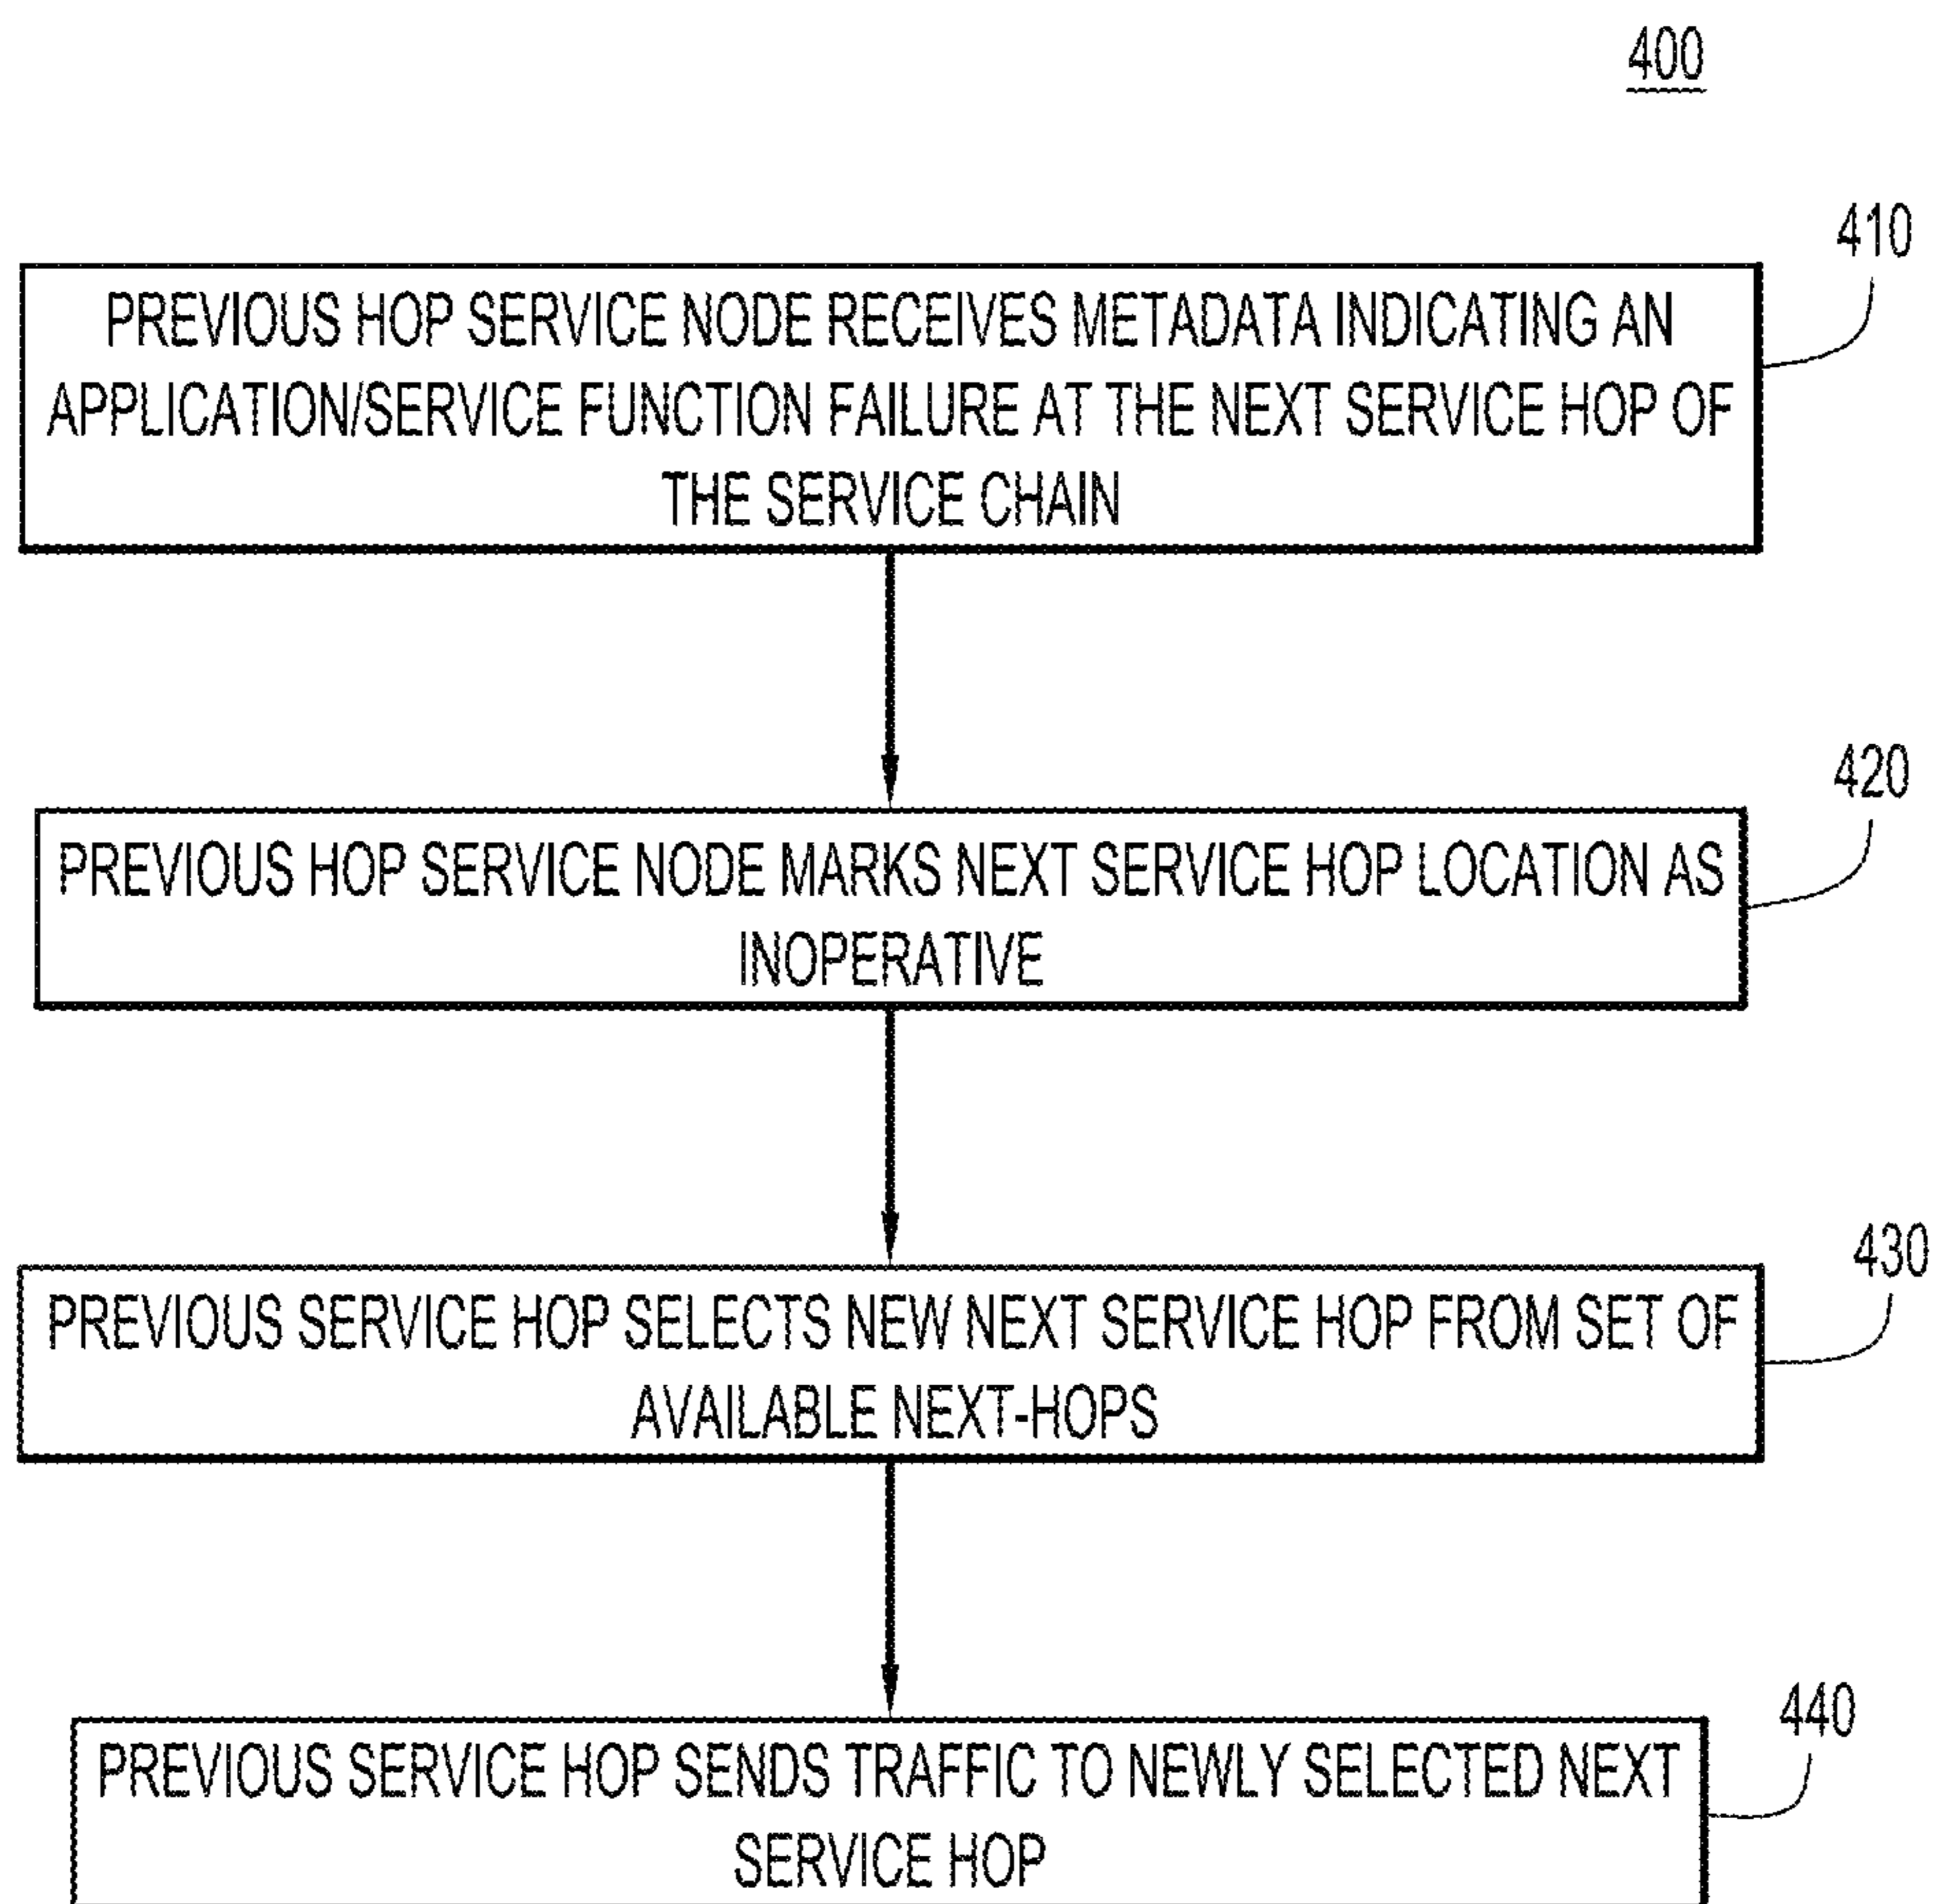 400
410
PREVIOUS HOP SERVICE NODE RECEIVES METADATA INDICATING AN
APPLICATION/SERVICE FUNCTION FAILURE AT THE NEXT SERVICE HOP OF
THE SERVICE CHAIN
420
PREVIOUS HOP SERVICE NODE MARKS NEXT SERVICE HOP LOCATION AS
INOPERATIVE
430
PREVIOUS SERVICE HOP SELECTS NEW NEXT SERVICE HOP FROM SET OF
AVAILABLE NEXT-HOPS
440
PREVIOUS SERVICE HOP SENDS TRAFFIC TO NEWLY SELECTED NEXT
SERVICE HOP